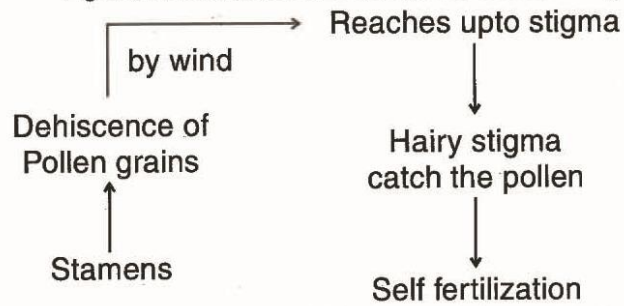 Reaches upto stigma
by wind
Dehiscence of
Pollen grains
Hairy stigma
catch the pollen
Stamens
Self fertilization